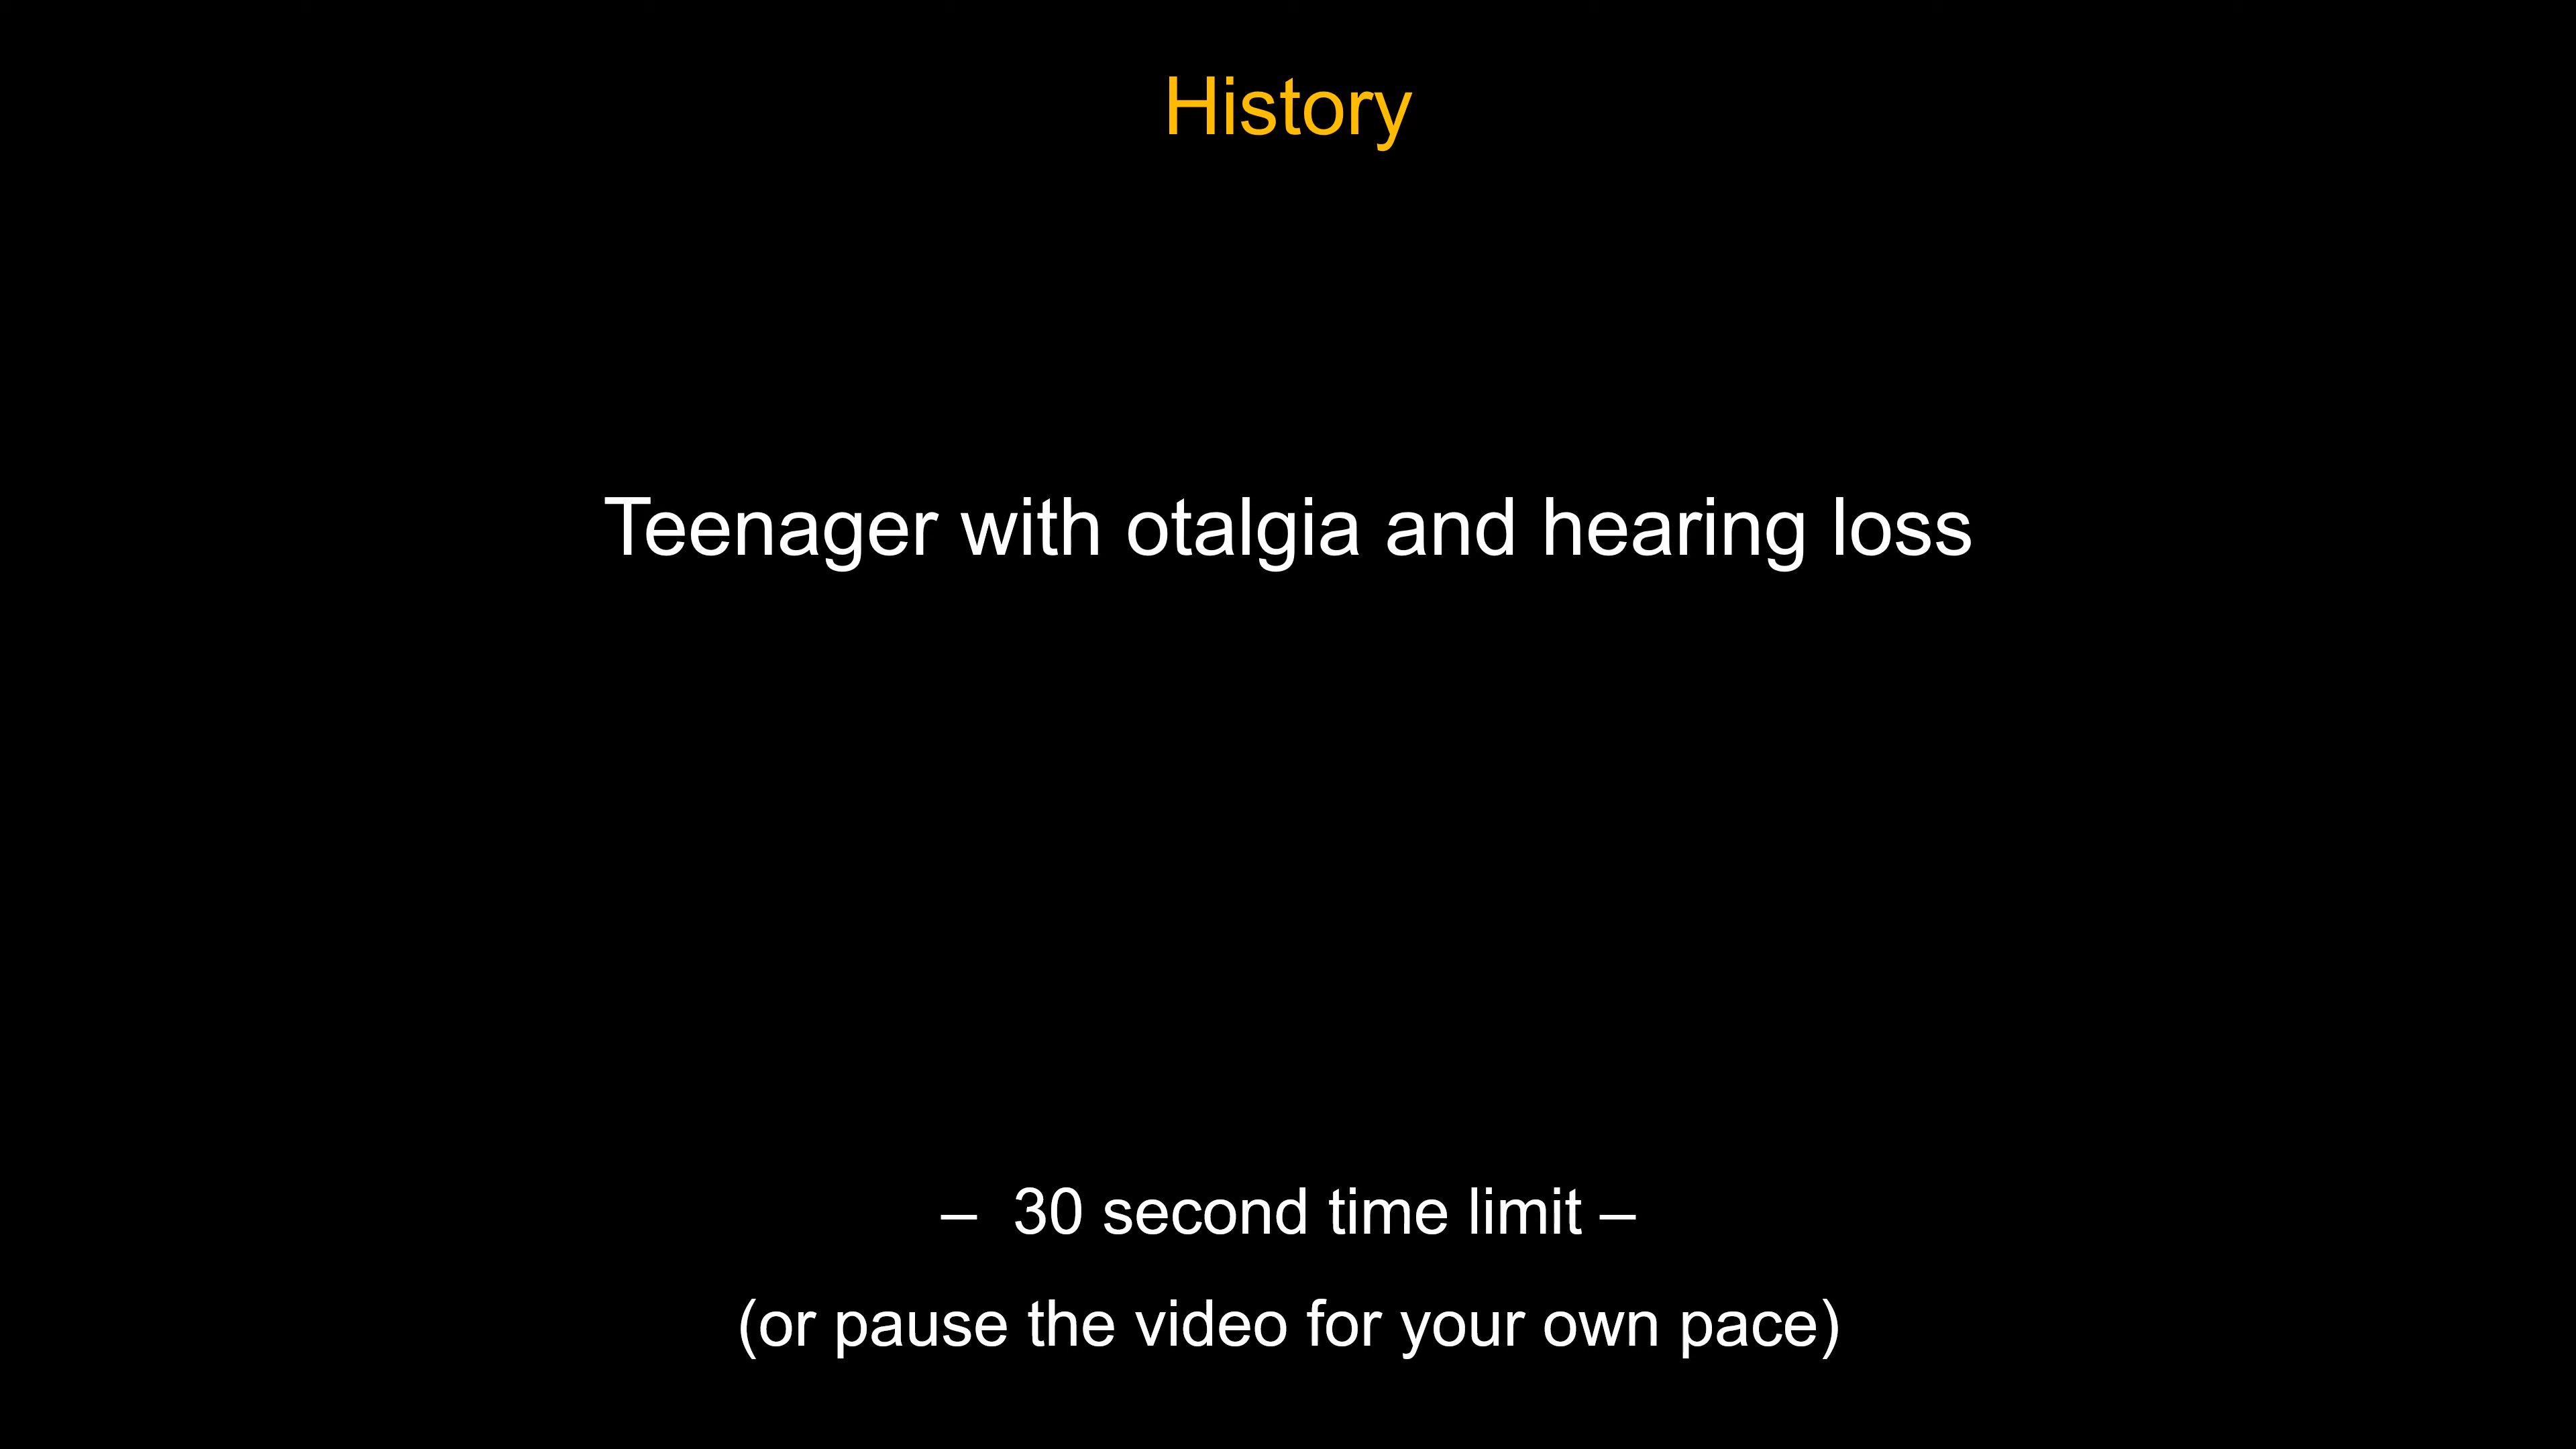 History
Teenager with otalgia and hearing loss
– 30 second time limit –
(or pause the video for your own pace)